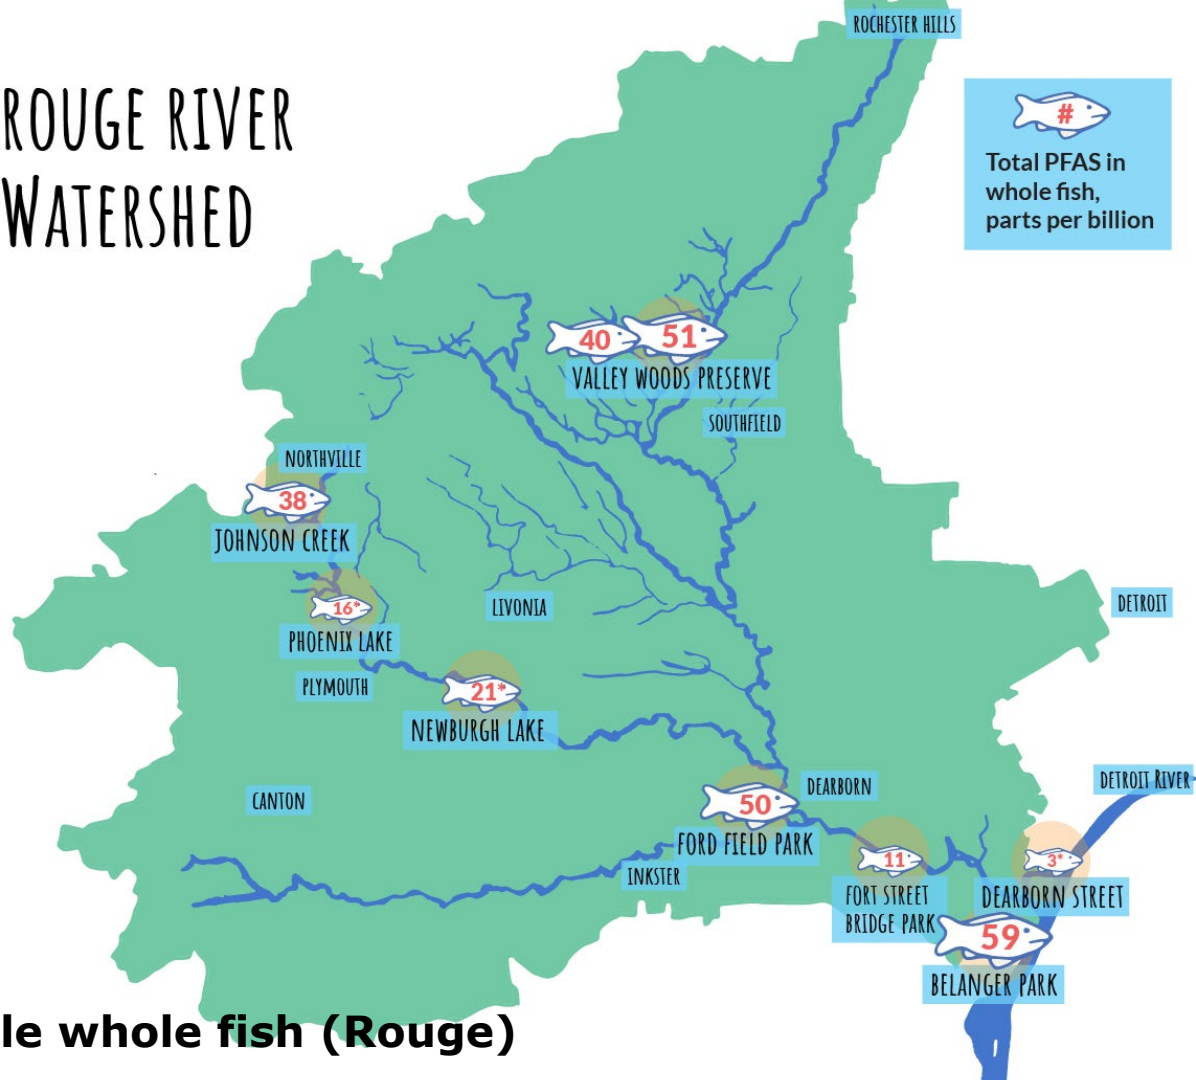 ROCHESTER HILLS
ROUGE RIVER
WATERSHED
#
Total PFAS in
whole fish,
parts per billion
40
51
VALLEY WOODS PRESERVE
SOUTHFIELD
NORTHVILLE
38
JOHNSON CREEK
16*
PHOENIX LAKE
LIVONIA
DETROIT
PLYMOUTH
21*
NEWBURGH LAKE
CANTON
DETROIT RIVER
DEARBORN
50
FORD FIELD PARK
INKSTER
11
FORT STREET
BRIDGE PARK
3*
DEARBORN STREET
59
BELANGER PARK
le whole fish (Rouge)